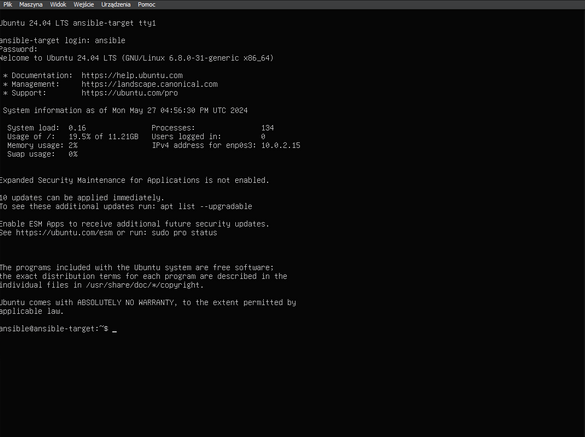 Plik Maszyna Widok Wejście Urządzenia Pomoc
Ubuntu 24.04 LTS ansible-target tty1
ansible-target login: ansible
Password:
Welcome to Ubuntu 24.04 LTS (GNU/Linux 6.8.0-31-generic x86_64)
* Documentation: https://help.ubuntu.com
* Management: https://landscape.canonical.com
* Support: https://ubuntu.com/pro
System information as of Mon May 27 04:56:30 PM UTC 2024
System load: 0.16 Processes: 134
Usage of /: 19.5% of 11.21GB Users logged in: 0
Memory usage: 2% IPv4 address for enp0s3: 10.0.2.15
Swap usage: 0%
Expanded Security Maintenance for Applications is not enabled.
10 updates can be applied immediately.
To see these additional updates run: apt list --upgradable
Enable ESM Apps to receive additional future security updates.
See https://ubuntu.com/esm or run: sudo pro status
The programs included with the Ubuntu system are free software;
the exact distribution terms for each program are described in the
individual files in /usr/share/doc/*/copyright.
Ubuntu comes with ABSOLUTELY NO WARRANTY, to the extent permitted by
applicable law.
ansible@ansible-target:~$ _